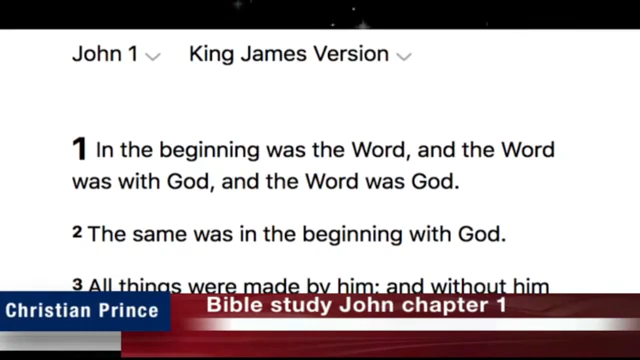 John 1 King James Version
1 In the beginning was the Word, and the Word
was with God, and the Word was God.
2 The same was in the beginning with God.
3 All things were made by him; and without him
Christian Prince Bible study John chapter 1